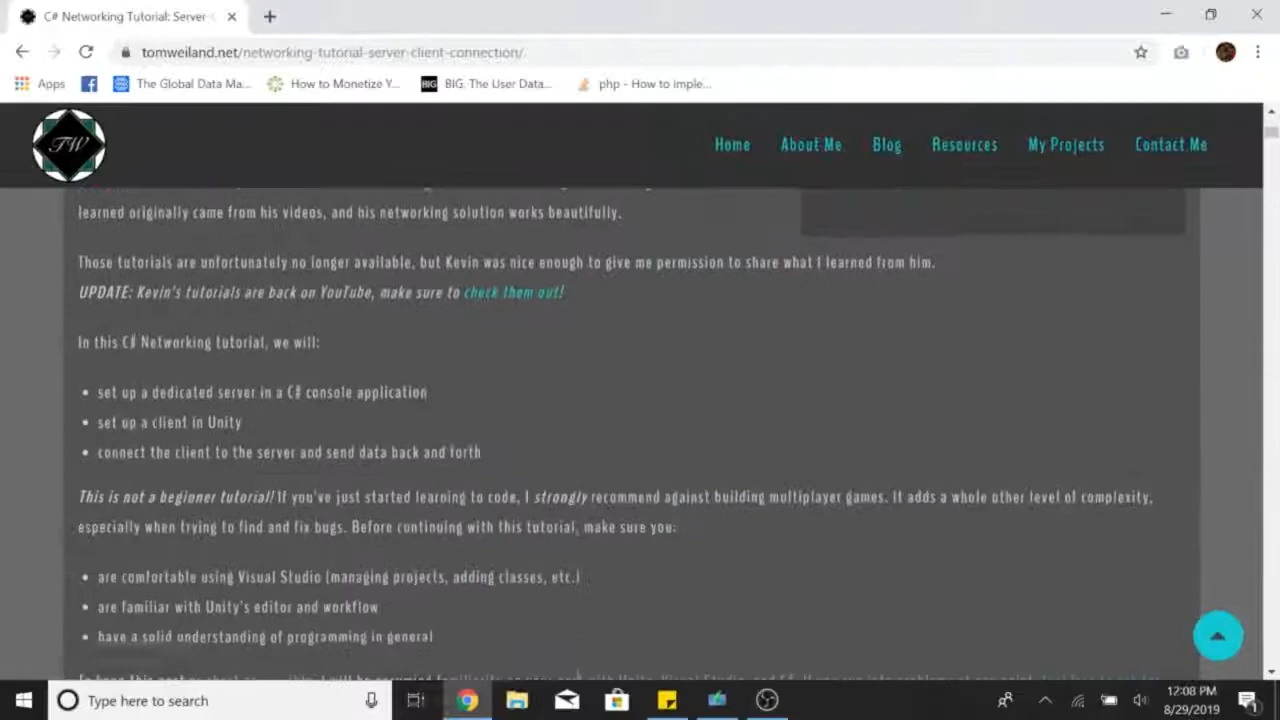 C# Networking Tutorial: Server-
tomweiland.net/networking-tutorial-server-client-connection/
Apps The Global Data Ma... How to Monetize Y... BIG BIG. The User Data... php - How to imple...
TW
Home About Me Blog Resources My Projects Contact Me
learned originally came from his videos, and his networking solution works beautifully.
Those tutorials are unfortunately no longer available, but Kevin was nice enough to give me permission to share what I learned from him.
UPDATE: Kevin's tutorials are back on YouTube, make sure to check them out!
In this C# Networking tutorial, we will:
• set up a dedicated server in a C# console application
• set up a client in Unity
• connect the client to the server and send data back and forth
This is not a beginner tutorial! If you've just started learning to code, I strongly recommend against building multiplayer games. It adds a whole other level of complexity,
especially when trying to find and fix bugs. Before continuing with this tutorial, make sure you:
• are comfortable using Visual Studio (managing projects, adding classes, etc.)
• are familiar with Unity's editor and workflow
• have a solid understanding of programming in general
Type here to search
12:08 PM
8/29/2019
1